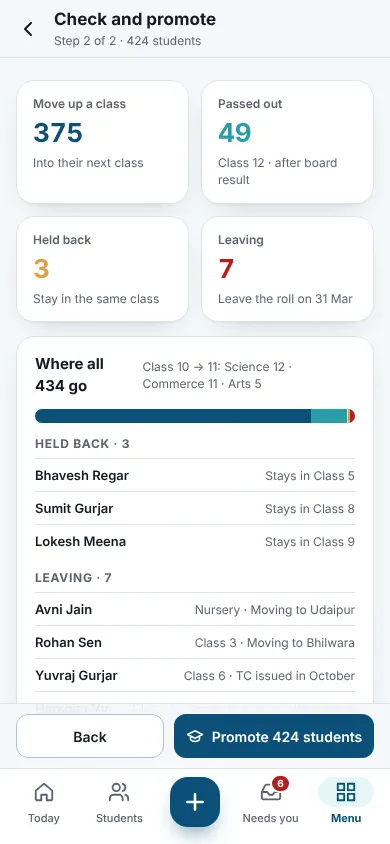 Check and promote
Step 2 of 2 · 424 students
Move up a class
375
Into their next class
Passed out
49
Class 12 · after board
result
Held back
3
Stay in the same class
Leaving
7
Leave the roll on 31 Mar
Where all
434 go
Class 10 → 11: Science 12 ·
Commerce 11 · Arts 5
HELD BACK · 3
Bhavesh Regar Stays in Class 5
Sumit Gurjar Stays in Class 8
Lokesh Meena Stays in Class 9
LEAVING · 7
Avni Jain Nursery · Moving to Udaipur
Rohan Sen Class 3 · Moving to Bhilwara
Yuvraj Gurjar Class 6 · TC issued in October
Back
Promote 424 students
6
Today
Students
Needs you
Menu